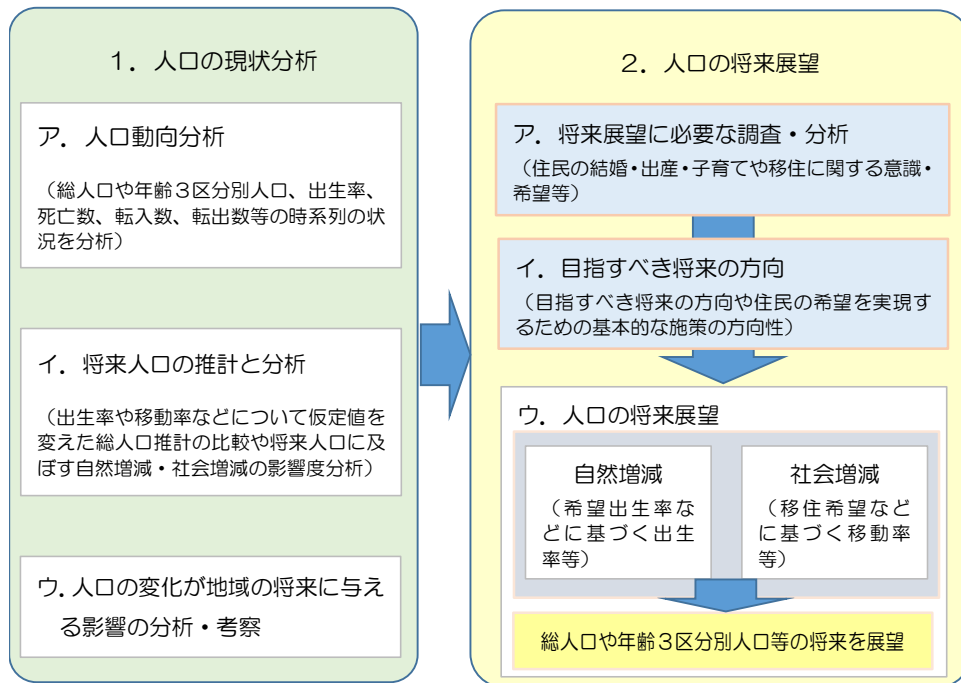 １．人口の現状分析
ア．人口動向分析
（総人口や年齢３区分別人口、出生率、
死亡数、転入数、転出数等の時系列の状
況を分析）
イ．将来人口の推計と分析
（出生率や移動率などについて仮定値を
変えた総人口推計の比較や将来人口に及
ぼす自然増減・社会増減の影響度分析）
ウ．人口の変化が地域の将来に与え
る影響の分析・考察
２．人口の将来展望
ア．将来展望に必要な調査・分析
（住民の結婚・出産・子育てや移住に関する意識・
希望等）
イ．目指すべき将来の方向
（目指すべき将来の方向や住民の希望を実現す
るための基本的な施策の方向性）
ウ．人口の将来展望
自然増減
（希望出生率な
どに基づく出生
率等）
社会増減
（移住希望など
に基づく移動率
等）
総人口や年齢３区分別人口等の将来を展望